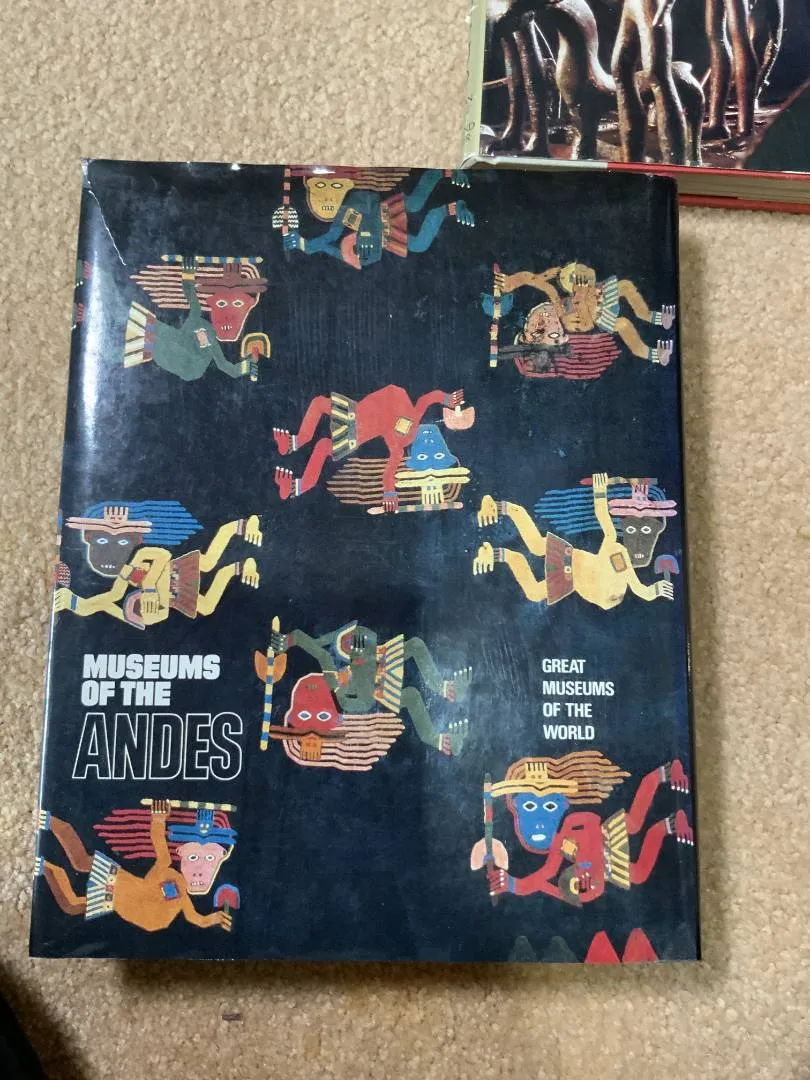 MUSEUMS
OF THE
ANDES
GREAT
MUSEUMS
OF THE
WORLD